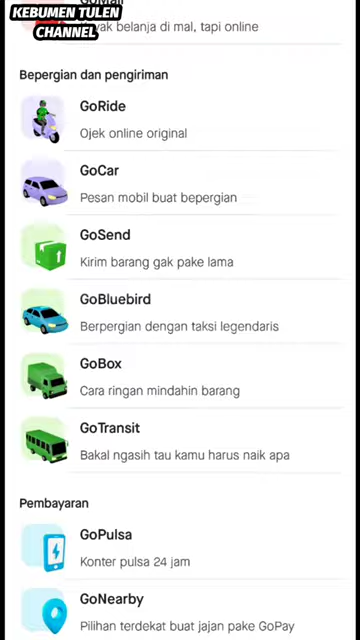 KEBUMEN TULEN
CHANNEL
GoMall
belanja di mal, tapi online
Bepergian dan pengiriman
GoRide
Ojek online original
GoCar
Pesan mobil buat bepergian
GoSend
Kirim barang gak pake lama
GoBluebird
Berpergian dengan taksi legendaris
GoBox
Cara ringan mindahin barang
GoTransit
Bakal ngasih tau kamu harus naik apa
Pembayaran
GoPulsa
Konter pulsa 24 jam
GoNearby
Pilihan terdekat buat jajan pake GoPay